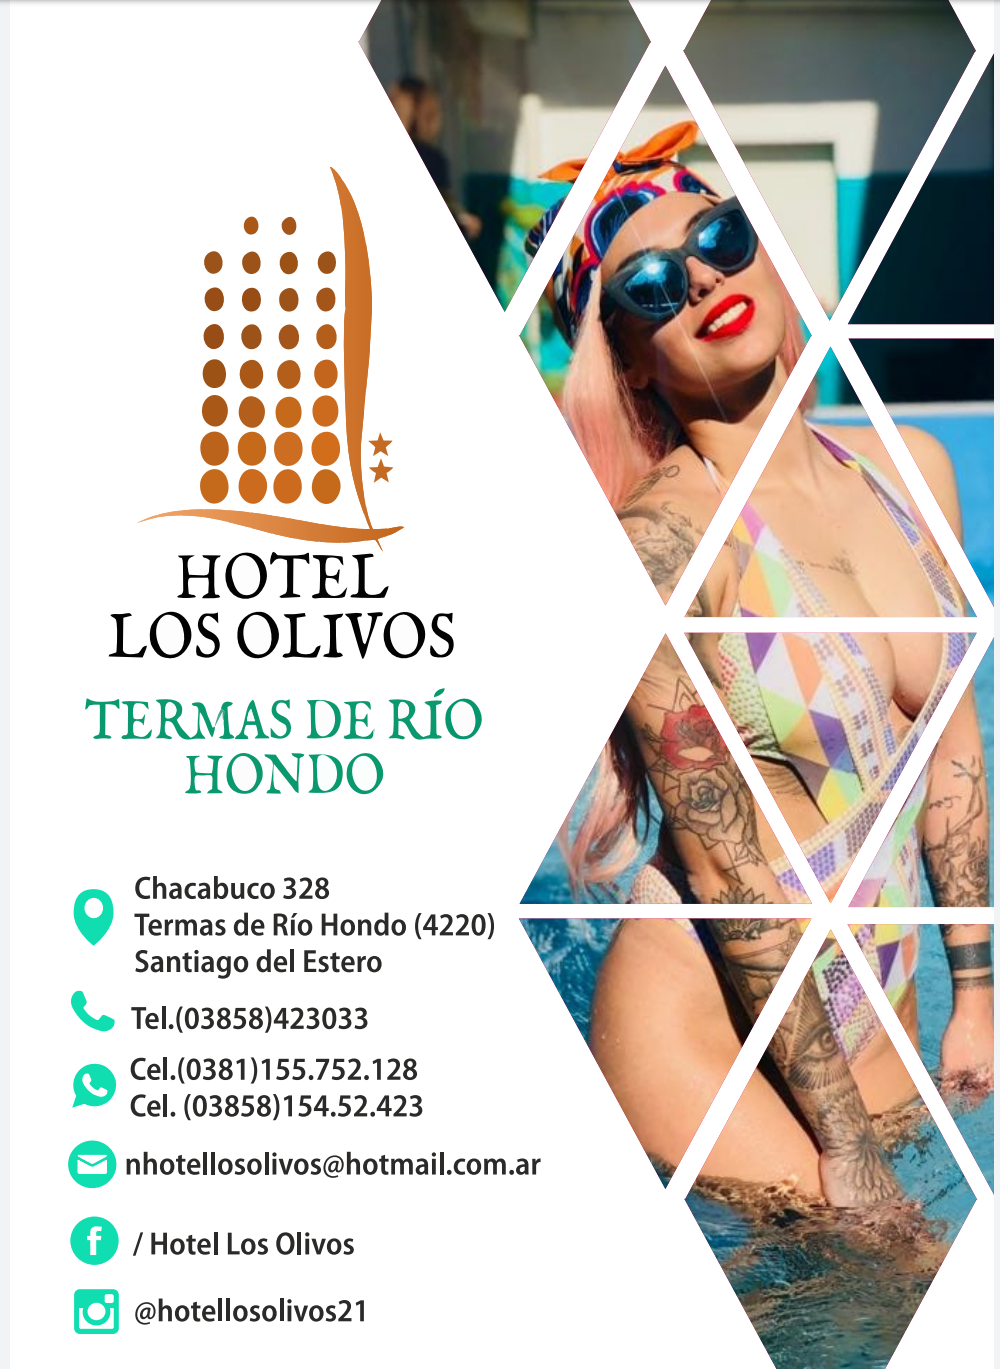 HOTEL
LOS OLIVOS
TERMAS DE RÍO
HONDO
Chacabuco 328
Termas de Río Hondo (4220)
Santiago del Estero
Tel.(03858)423033
Cel.(0381)155.752.128
Cel. (03858)154.52.423
nhotellosolivos@hotmail.com.ar
/ Hotel Los Olivos
@hotellosolivos21